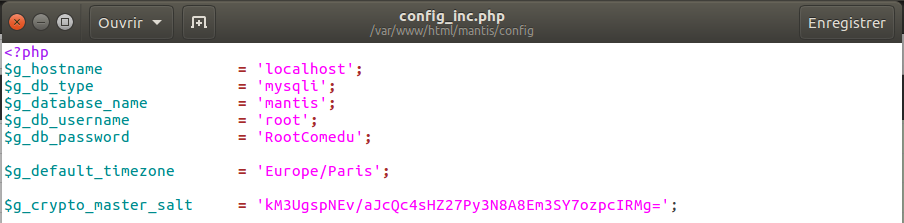 Ouvrir
config_inc.php
/var/www/html/mantis/config
Enregistrer
<?php
$g_hostname = 'localhost';
$g_db_type = 'mysqli';
$g_database_name = 'mantis';
$g_db_username = 'root';
$g_db_password = 'RootComedu';
$g_default_timezone = 'Europe/Paris';
$g_crypto_master_salt = 'kM3UgspNEv/aJcQc4sHZ27Py3N8A8Em3SY7ozpcIRMg=';